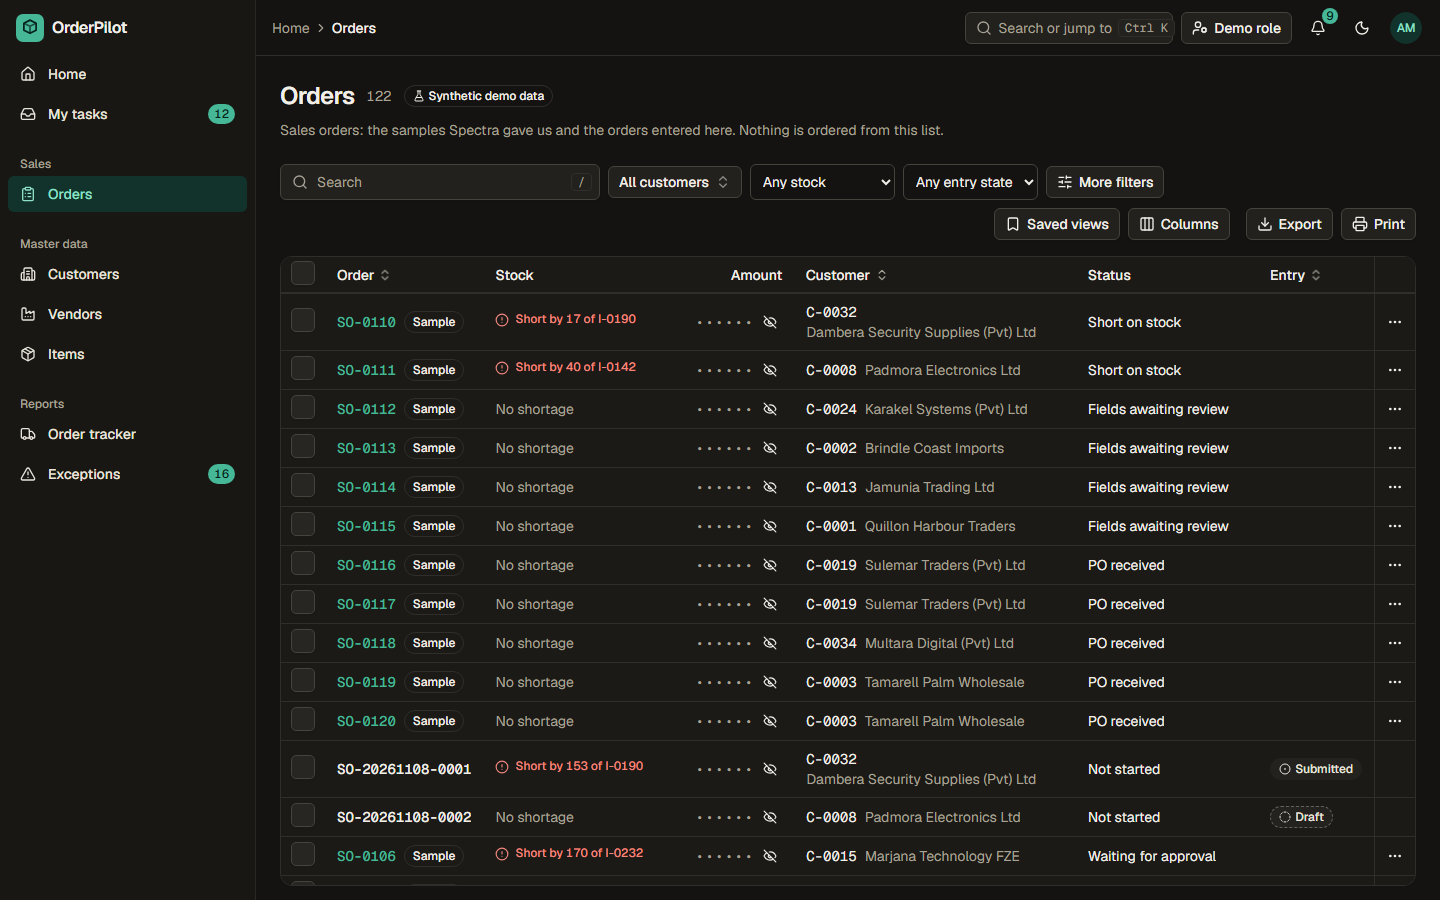 OrderPilot
Home
My tasks 12
Sales
Orders
Master data
Customers
Vendors
Items
Reports
Order tracker
Exceptions 16
Home > Orders
Search or jump to Ctrl K
Demo role
9
AM
Orders 122 Synthetic demo data
Sales orders: the samples Spectra gave us and the orders entered here. Nothing is ordered from this list.
Search /
All customers
Any stock
Any entry state
More filters
Saved views
Columns
Export
Print
Order Stock Amount Customer Status Entry
SO-0110 Sample Short by 17 of I-0190 •••••• C-0032 Short on stock
Dambera Security Supplies (Pvt) Ltd
SO-0111 Sample Short by 40 of I-0142 •••••• C-0008 Padmora Electronics Ltd Short on stock
SO-0112 Sample No shortage •••••• C-0024 Karakel Systems (Pvt) Ltd Fields awaiting review
SO-0113 Sample No shortage •••••• C-0002 Brindle Coast Imports Fields awaiting review
SO-0114 Sample No shortage •••••• C-0013 Jamunia Trading Ltd Fields awaiting review
SO-0115 Sample No shortage •••••• C-0001 Quillon Harbour Traders Fields awaiting review
SO-0116 Sample No shortage •••••• C-0019 Sulemar Traders (Pvt) Ltd PO received
SO-0117 Sample No shortage •••••• C-0019 Sulemar Traders (Pvt) Ltd PO received
SO-0118 Sample No shortage •••••• C-0034 Multara Digital (Pvt) Ltd PO received
SO-0119 Sample No shortage •••••• C-0003 Tamarell Palm Wholesale PO received
SO-0120 Sample No shortage •••••• C-0003 Tamarell Palm Wholesale PO received
SO-20261108-0001 Short by 153 of I-0190 •••••• C-0032 Not started Submitted
Dambera Security Supplies (Pvt) Ltd
SO-20261108-0002 No shortage •••••• C-0008 Padmora Electronics Ltd Not started Draft
SO-0106 Sample Short by 170 of I-0232 •••••• C-0015 Marjana Technology FZE Waiting for approval